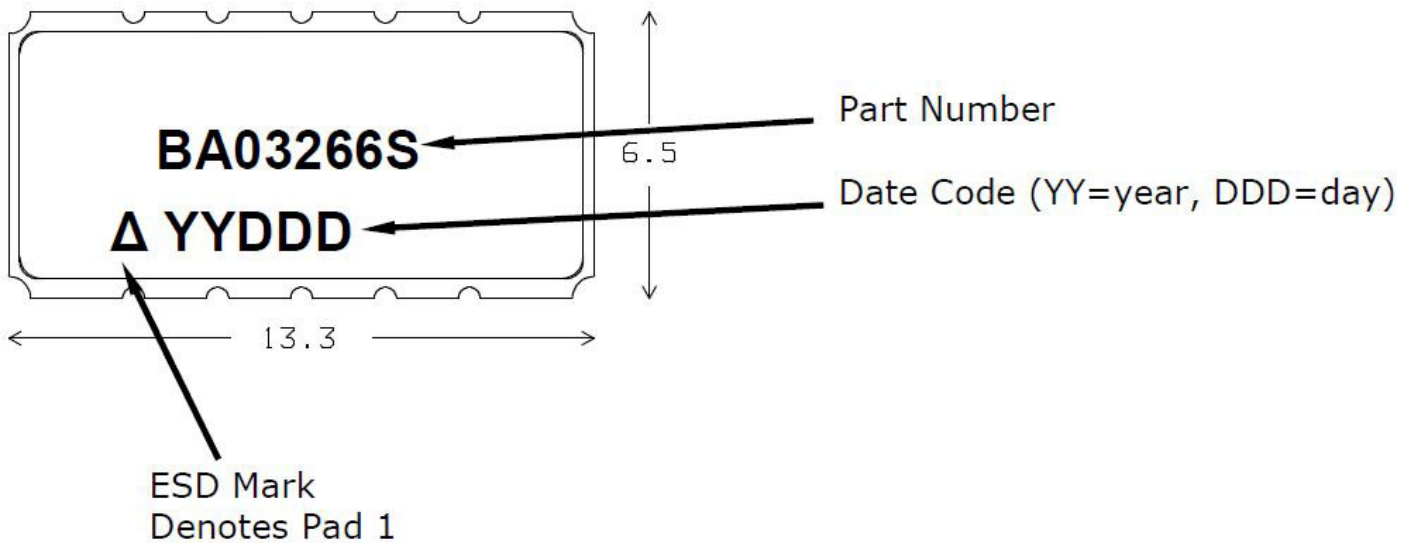 BA03266S
Part Number
6.5
Date Code (YY=year, DDD=day)
Δ YYDDD
13.3
ESD Mark
Denotes Pad 1